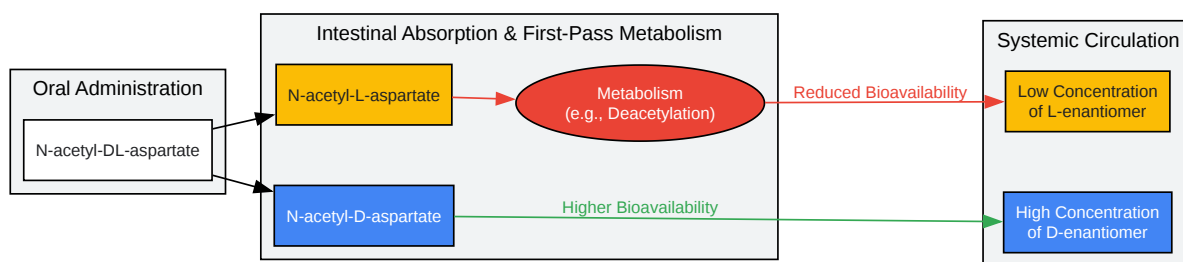 Oral Administration
N-acetyl-DL-aspartate
Intestinal Absorption & First-Pass Metabolism
N-acetyl-L-aspartate
Metabolism
(e.g., Deacetylation)
N-acetyl-D-aspartate
Reduced Bioavailability
Higher Bioavailability
Systemic Circulation
Low Concentration
of L-enantiomer
High Concentration
of D-enantiomer